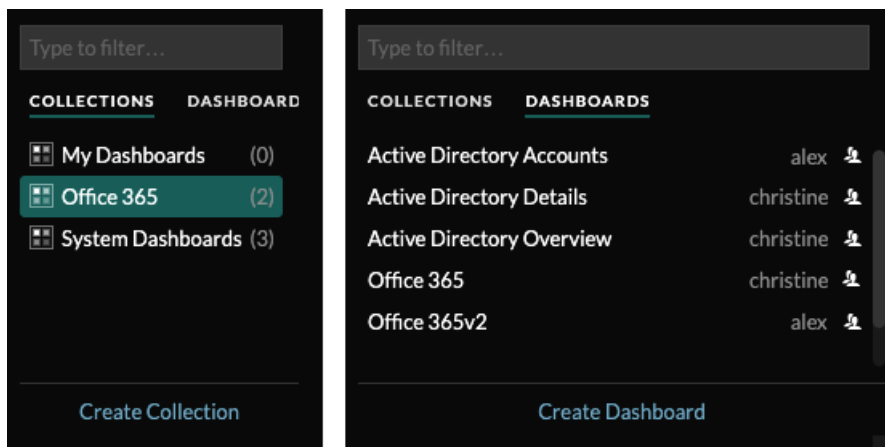 Type to filter...
COLLECTIONS DASHBOARD
My Dashboards (0)
Office 365 (2)
System Dashboards (3)
Create Collection
Type to filter...
COLLECTIONS DASHBOARDS
Active Directory Accounts alex
Active Directory Details christine
Active Directory Overview christine
Office 365 christine
Office 365v2 alex
Create Dashboard